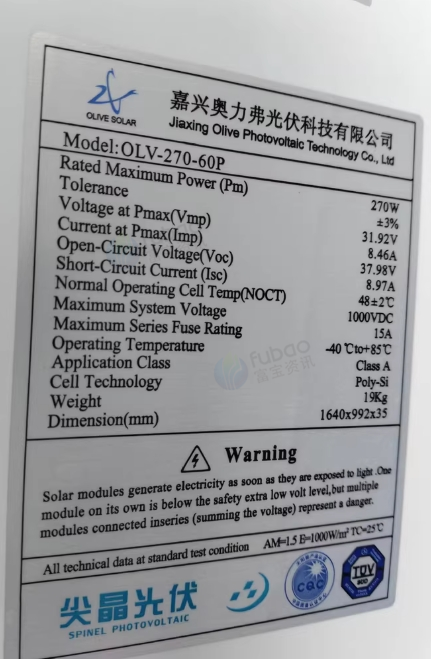 OLIVE SOLAR
嘉兴奥力弗光伏科技有限公司
Jiaxing Olive Photovoltaic Technology Co., Ltd
Model:OLV-270-60P
Rated Maximum Power (Pm) 270W
Tolerance ±3%
Voltage at Pmax(Vmp) 31.92V
Current at Pmax(Imp) 8.46A
Open-Circuit Voltage(Voc) 37.98V
Short-Circuit Current (Isc) 8.97A
Normal Operating Cell Temp(NOCT) 48±2℃
Maximum System Voltage 1000VDC
Maximum Series Fuse Rating 15A
Operating Temperature -40℃to+85℃
Application Class Class A
Cell Technology Poly-Si
Weight 19Kg
Dimension(mm) 1640x992x35
fubao
富宝资讯
Warning
Solar modules generate electricity as soon as they are exposed to light .One
module on its own is below the safety extra low volt level,but multiple
modules connected inseries (summing the voltage) represent a danger.
All technical data at standard test condition AM=1.5 E=1000W/m² TC=25℃
尖晶光伏
SPINEL PHOTOVOLTAIC
CQC